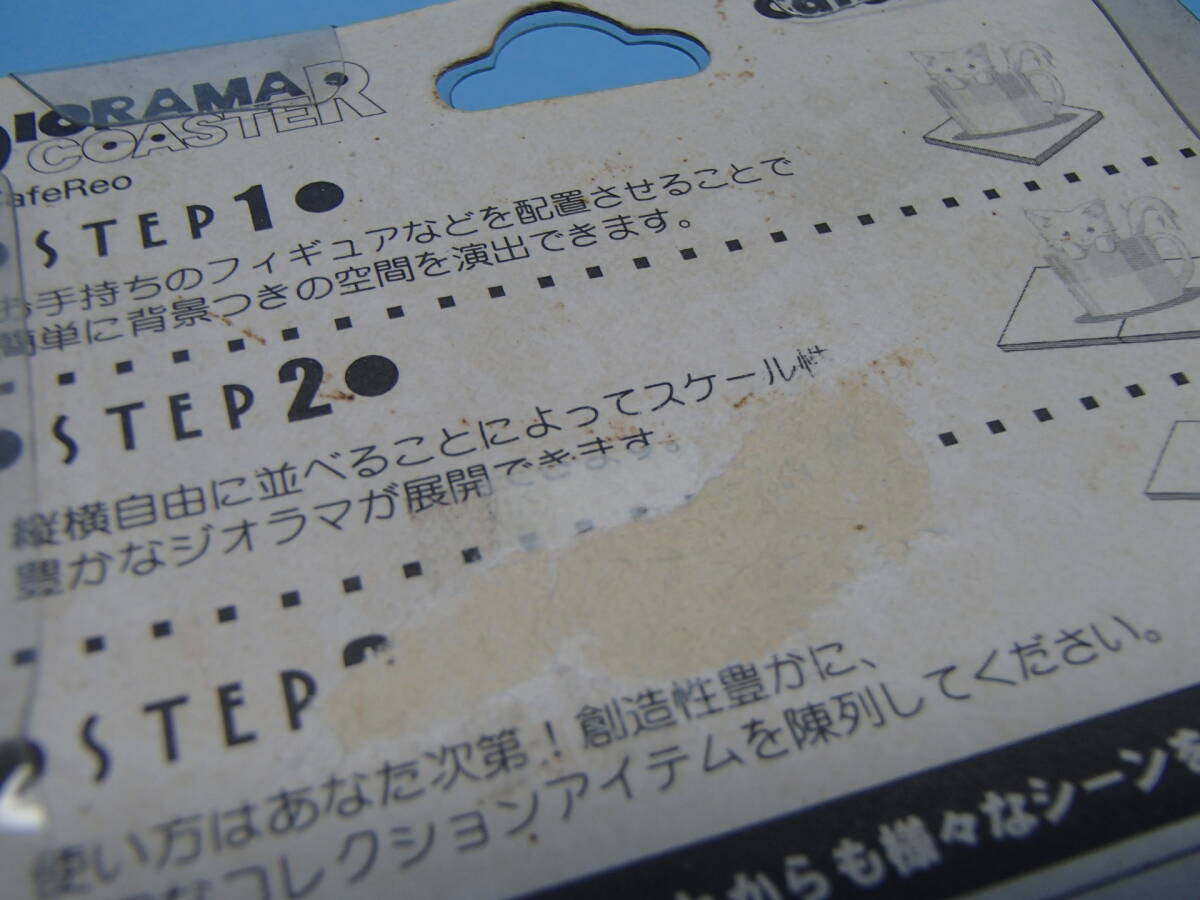 DIORAMA
COASTER
CafeReo
STEP1●
お手持ちのフィギュアなどを配置させることで
簡単に背景つきの空間を演出できます。
●STEP2●
縦横自由に並べることによってスケール
豊かなジオラマが展開できます。
STEP
使い方はあなた次第！創造性豊かに、
コレクションアイテムを陳列してください。
からも様々なシーンを